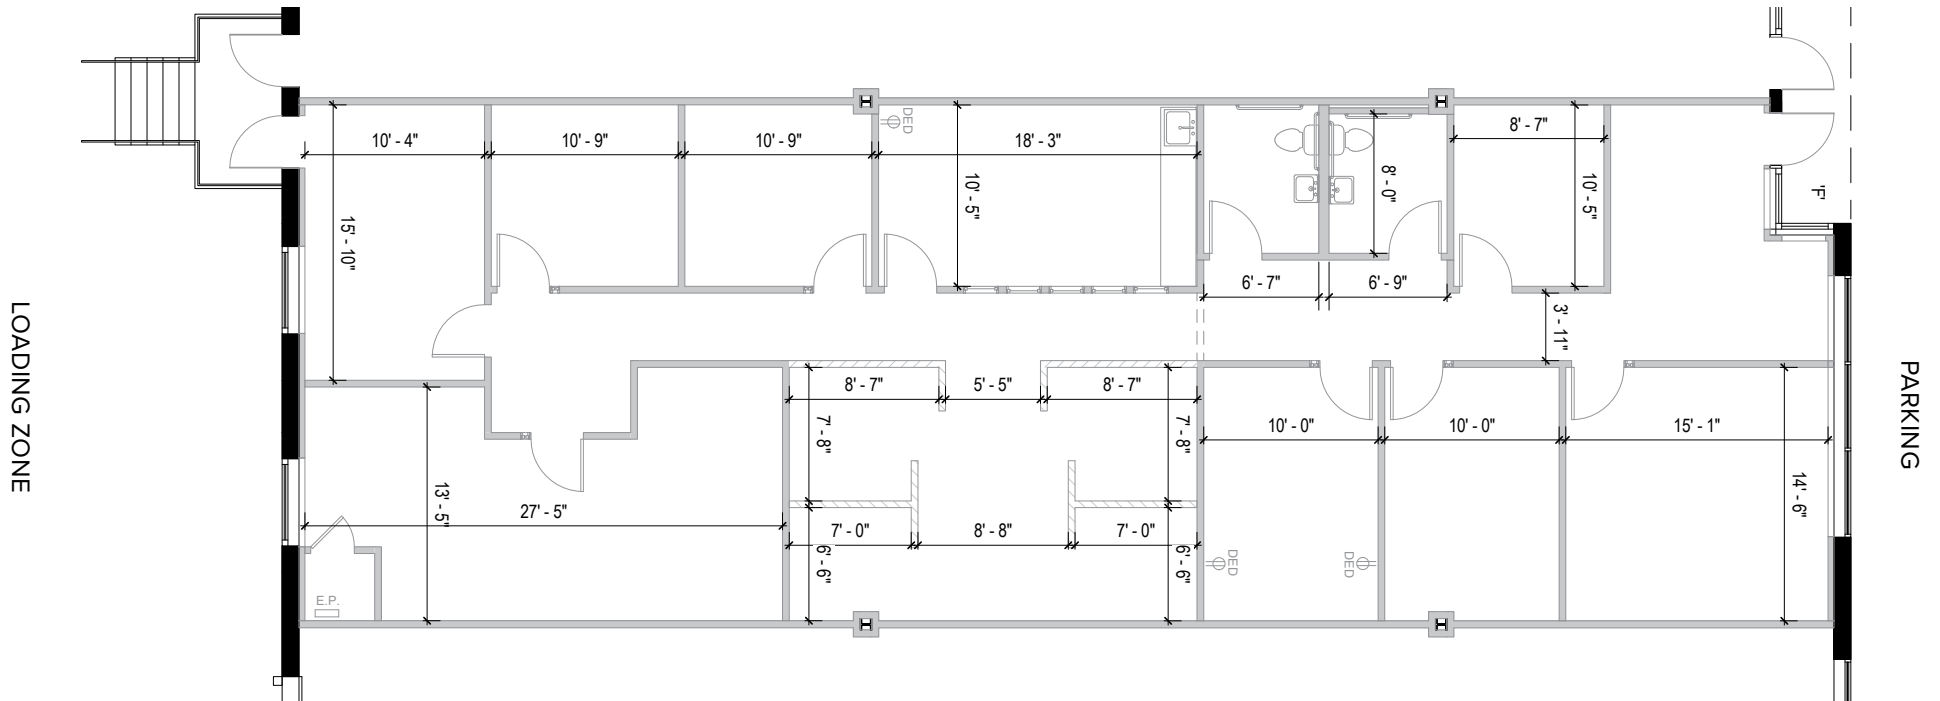 10' - 4"
10' - 9"
10' - 9"
DED
18' - 3"
8' - 7"
15' - 10"
10' - 5"
8' - 0"
10' - 5"
'F'
6' - 7"
6' - 9"
3' - 11"
LOADING ZONE
PARKING
8' - 7"
5' - 5"
8' - 7"
7' - 8"
7' - 8"
10' - 0"
10' - 0"
15' - 1"
13' - 5"
27' - 5"
14' - 6"
7' - 0"
8' - 8"
7' - 0"
6' - 6"
6' - 6"
DED
DED
E.P.